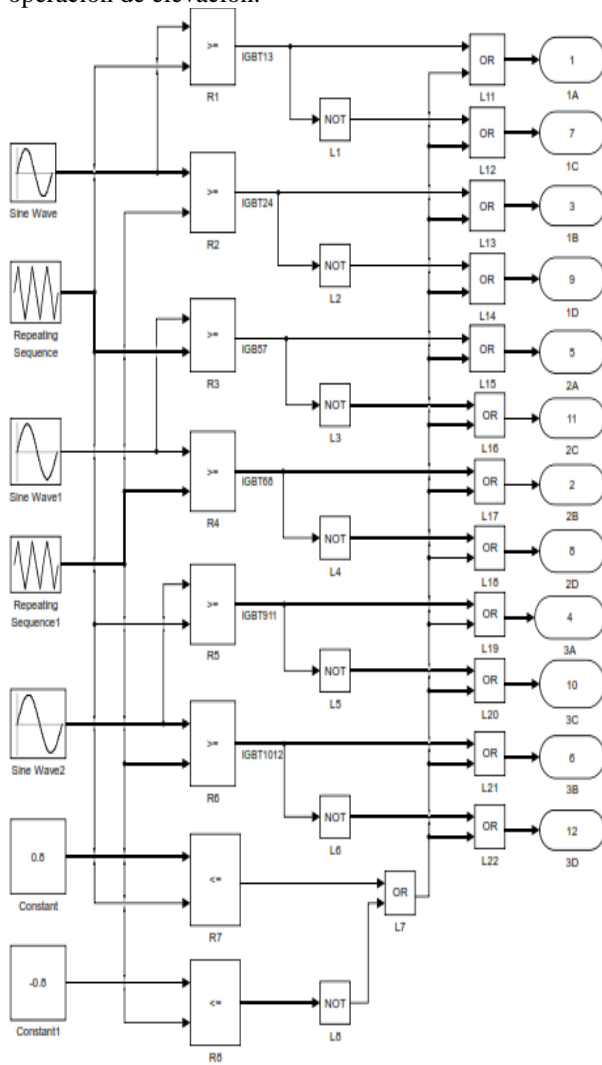 operación de elevación.
>=
IGBT13
R1
NOT
L1
OR
L11
1
1A
OR
L12
7
1C
Sine Wave
>=
IGBT24
R2
NOT
L2
OR
L13
3
1B
OR
L14
9
1D
Repeating
Sequence
>=
IGB57
R3
NOT
L3
OR
L15
5
2A
OR
L16
11
2C
Sine Wave1
>=
IGBT68
R4
NOT
L4
OR
L17
2
2B
OR
L18
8
2D
Repeating
Sequence1
>=
IGBT911
R5
NOT
L5
OR
L19
4
3A
OR
L20
10
3C
Sine Wave2
>=
IGBT1012
R6
NOT
L6
OR
L21
6
3B
OR
L22
12
3D
0.8
Constant
<=
R7
OR
L7
-0.8
Constant1
<=
R8
NOT
L8